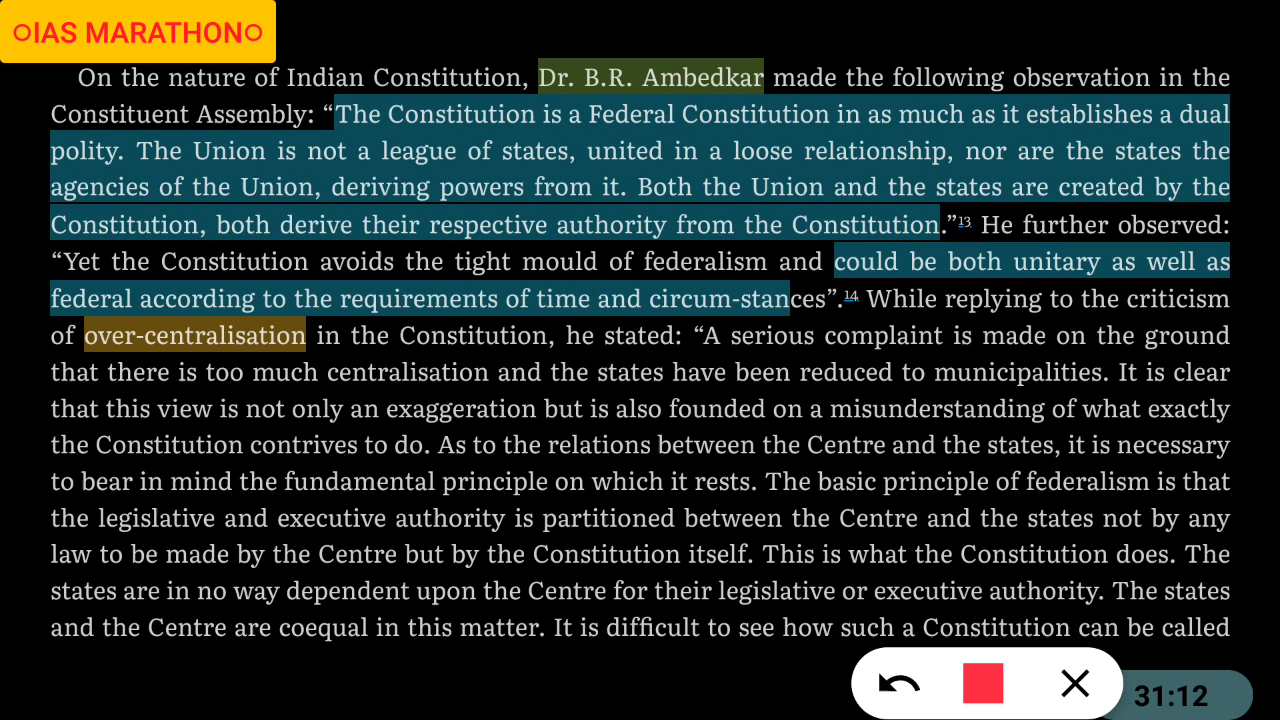 ○IAS MARATHON○
On the nature of Indian Constitution, Dr. B.R. Ambedkar made the following observation in the
Constituent Assembly: “The Constitution is a Federal Constitution in as much as it establishes a dual
polity. The Union is not a league of states, united in a loose relationship, nor are the states the
agencies of the Union, deriving powers from it. Both the Union and the states are created by the
Constitution, both derive their respective authority from the Constitution.”13 He further observed:
“Yet the Constitution avoids the tight mould of federalism and could be both unitary as well as
federal according to the requirements of time and circum-stances”.14 While replying to the criticism
of over-centralisation in the Constitution, he stated: “A serious complaint is made on the ground
that there is too much centralisation and the states have been reduced to municipalities. It is clear
that this view is not only an exaggeration but is also founded on a misunderstanding of what exactly
the Constitution contrives to do. As to the relations between the Centre and the states, it is necessary
to bear in mind the fundamental principle on which it rests. The basic principle of federalism is that
the legislative and executive authority is partitioned between the Centre and the states not by any
law to be made by the Centre but by the Constitution itself. This is what the Constitution does. The
states are in no way dependent upon the Centre for their legislative or executive authority. The states
and the Centre are coequal in this matter. It is difficult to see how such a Constitution can be called
31:12